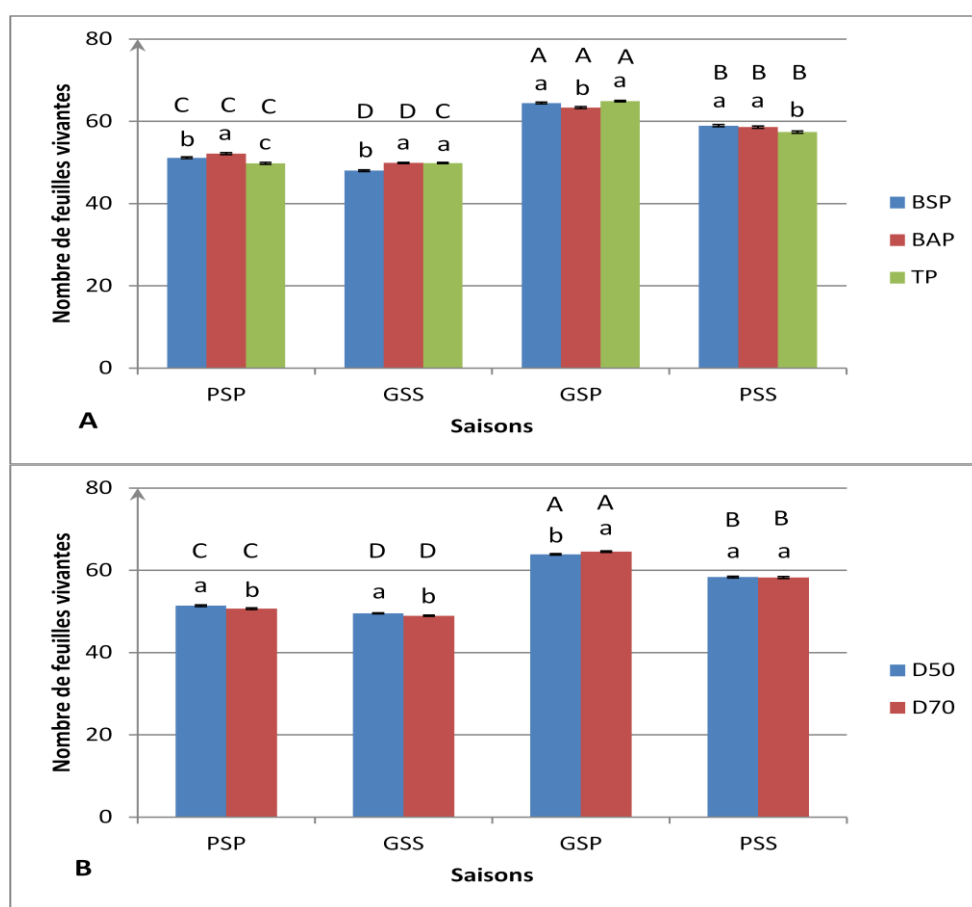 80
60
40
20
0
Nombre de feuilles vivantes
C C C
b a c
D D C
b a a
A A A
a b a
B B B
a a b
BSP
BAP
TP
PSP GSS GSP PSS
A
Saisons
80
60
40
20
0
Nombre de feuilles vivantes
C C
a b
D D
a b
A A
b a
B B
a a
D50
D70
PSP GSS GSP PSS
B
Saisons